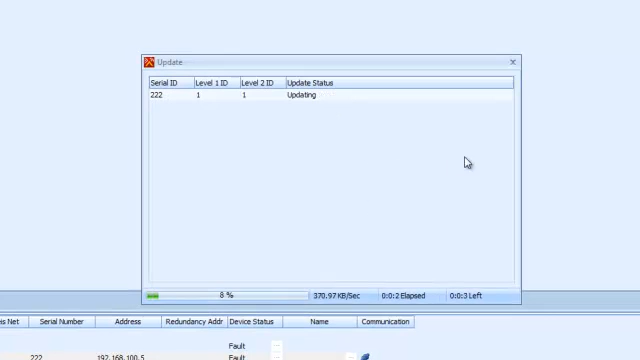 Update
Serial ID Level 1 ID Level 2 ID Update Status
222 1 1 Updating
8 % 370.97 KB/Sec 0:0:2 Elapsed 0:0:3 Left
Net Serial Number Address Redundancy Addr Device Status Name Communication
Fault
222 192.168.100.5 Fault